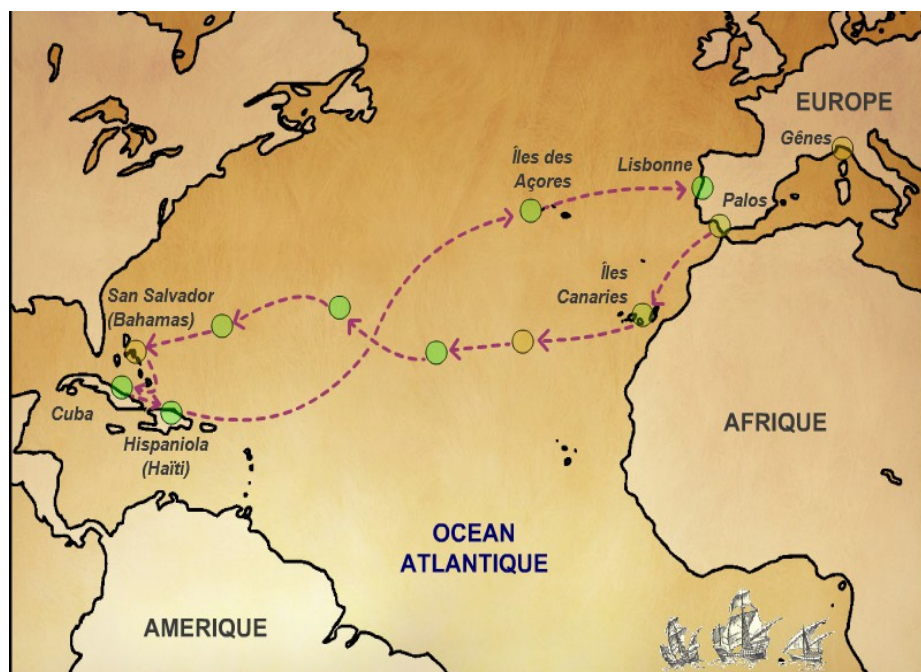 EUROPE
Gênes
Îles des
Açores
Lisbonne
Palos
Îles
Canaries
San Salvador
(Bahamas)
Cuba
Hispaniola
(Haïti)
AFRIQUE
OCEAN
ATLANTIQUE
AMERIQUE